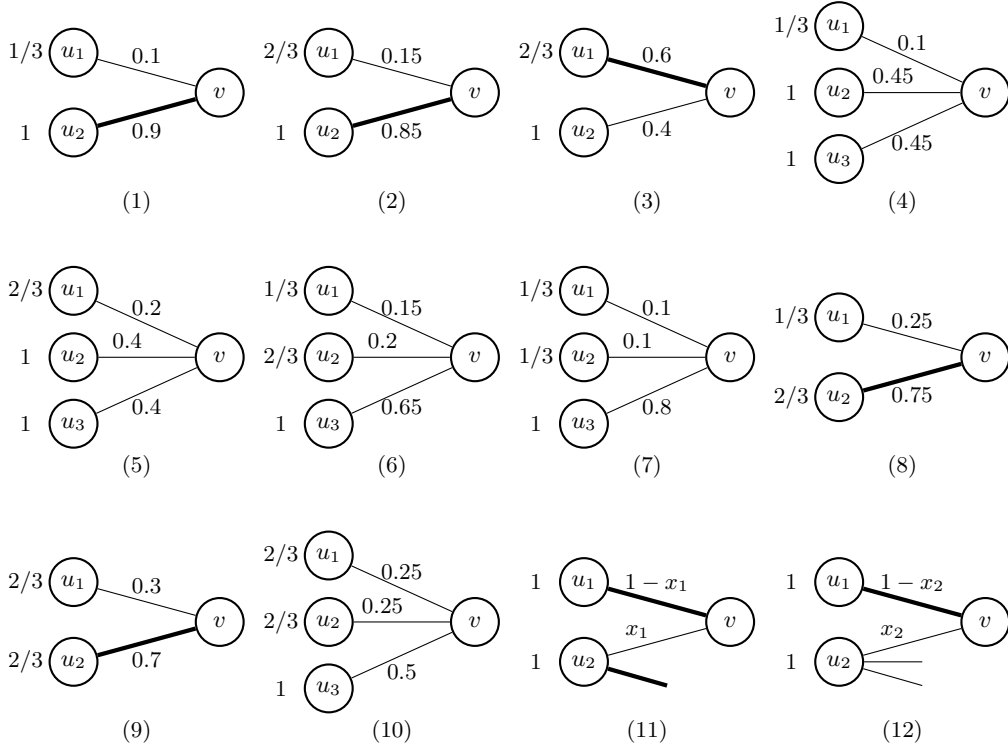 1/3 u₁ 0.1 v
1 u₂ 0.9
(1)
2/3 u₁ 0.15 v
1 u₂ 0.85
(2)
2/3 u₁ 0.6 v
1 u₂ 0.4
(3)
1/3 u₁ 0.1
1 u₂ 0.45 v
1 u₃ 0.45
(4)
2/3 u₁ 0.2
1 u₂ 0.4 v
1 u₃ 0.4
(5)
1/3 u₁ 0.15
2/3 u₂ 0.2 v
1 u₃ 0.65
(6)
1/3 u₁ 0.1
1/3 u₂ 0.1 v
1 u₃ 0.8
(7)
1/3 u₁ 0.25 v
2/3 u₂ 0.75
(8)
2/3 u₁ 0.3 v
2/3 u₂ 0.7
(9)
2/3 u₁ 0.25
2/3 u₂ 0.25 v
1 u₃ 0.5
(10)
1 u₁ 1 − x₁ v
1 u₂ x₁
(11)
1 u₁ 1 − x₂ v
1 u₂ x₂
(12)